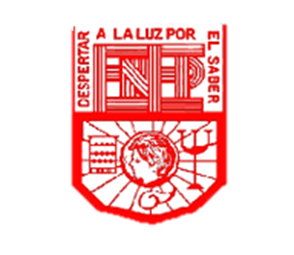 DESPERTAR
A LA LUZ POR
EL SABER
ENP